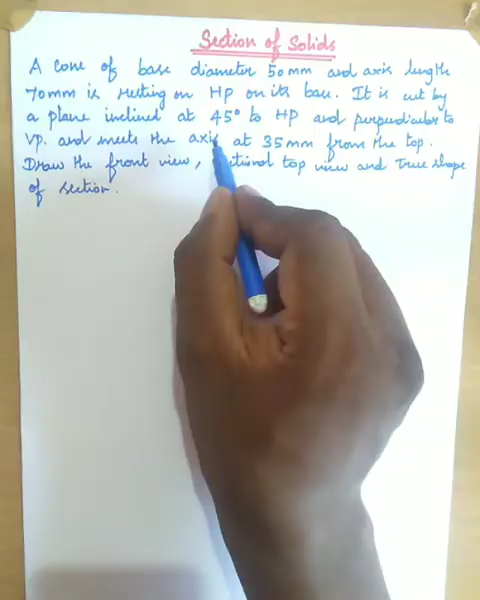 Section of Solids
A cone of base diameter 50mm and axis length
70mm is resting on HP on its base. It is cut by
a plane inclined at 45° to HP and perpendicular to
VP. and meets the axis at 35mm from the top.
Draw the front view, top view and True shape
of section.